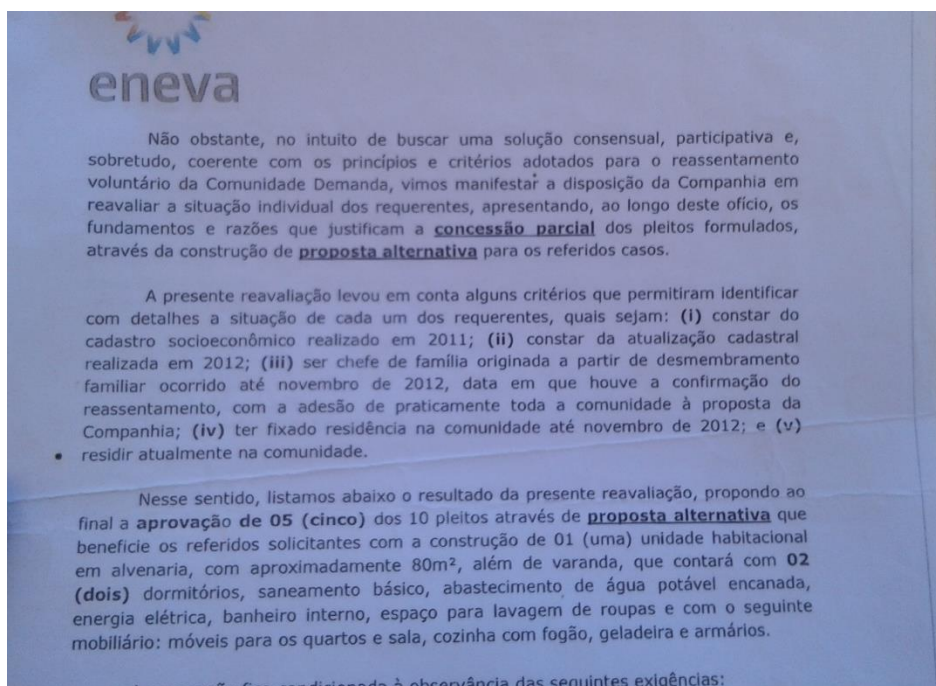 eneva
Não obstante, no intuito de buscar uma solução consensual, participativa e,
sobretudo, coerente com os princípios e critérios adotados para o reassentamento
voluntário da Comunidade Demanda, vimos manifestar a disposição da Companhia em
reavaliar a situação individual dos requerentes, apresentando, ao longo deste ofício, os
fundamentos e razões que justificam a concessão parcial dos pleitos formulados,
através da construção de proposta alternativa para os referidos casos.
A presente reavaliação levou em conta alguns critérios que permitiram identificar
com detalhes a situação de cada um dos requerentes, quais sejam: (i) constar do
cadastro socioeconômico realizado em 2011; (ii) constar da atualização cadastral
realizada em 2012; (iii) ser chefe de família originada a partir de desmembramento
familiar ocorrido até novembro de 2012, data em que houve a confirmação do
reassentamento, com a adesão de praticamente toda a comunidade à proposta da
Companhia; (iv) ter fixado residência na comunidade até novembro de 2012; e (v)
residir atualmente na comunidade.
Nesse sentido, listamos abaixo o resultado da presente reavaliação, propondo ao
final a aprovação de 05 (cinco) dos 10 pleitos através de proposta alternativa que
beneficie os referidos solicitantes com a construção de 01 (uma) unidade habitacional
em alvenaria, com aproximadamente 80m², além de varanda, que contará com 02
(dois) dormitórios, saneamento básico, abastecimento de água potável encanada,
energia elétrica, banheiro interno, espaço para lavagem de roupas e com o seguinte
mobiliário: móveis para os quartos e sala, cozinha com fogão, geladeira e armários.
condicionada à observância das seguintes exigências: